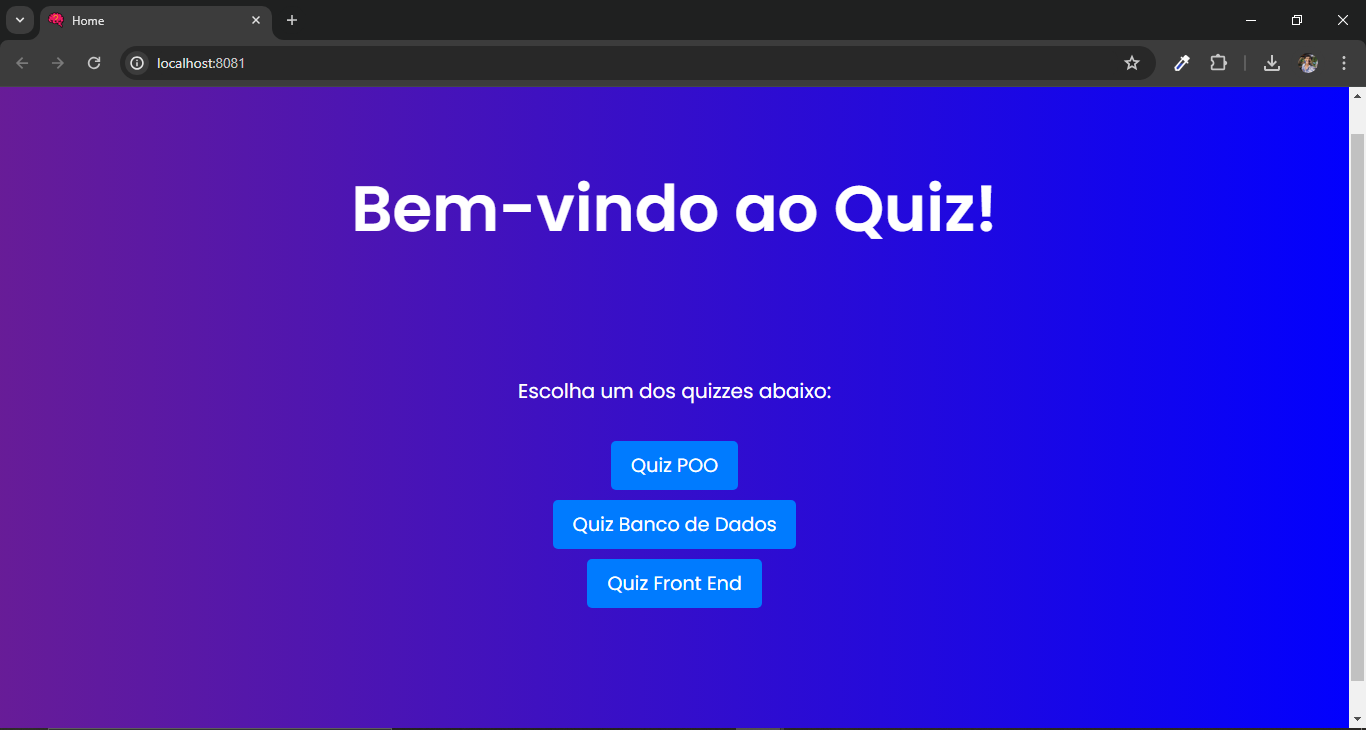 Home
localhost:8081
Bem-vindo ao Quiz!
Escolha um dos quizzes abaixo:
Quiz POO
Quiz Banco de Dados
Quiz Front End